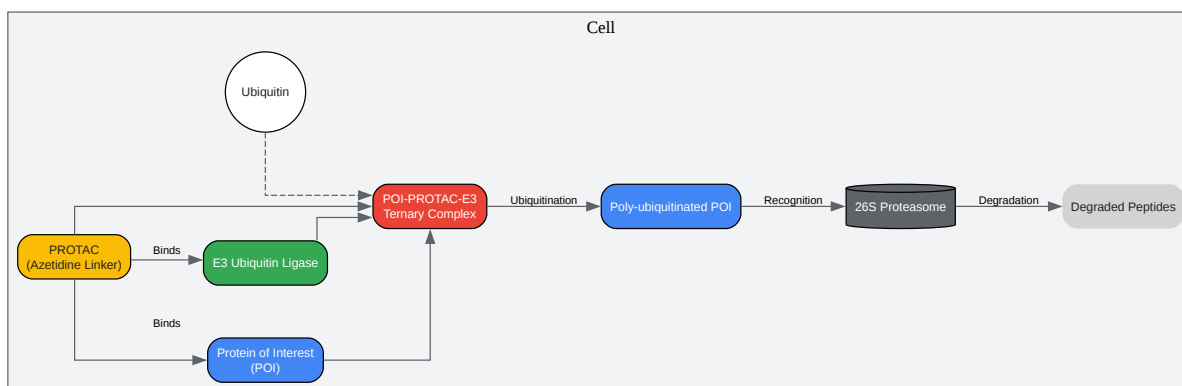 Cell
Ubiquitin
POI-PROTAC-E3
Ternary Complex
Ubiquitination
Poly-ubiquitinated POI
Recognition
26S Proteasome
Degradation
Degraded Peptides
PROTAC
(Azetidine Linker)
Binds
E3 Ubiquitin Ligase
Binds
Protein of Interest
(POI)